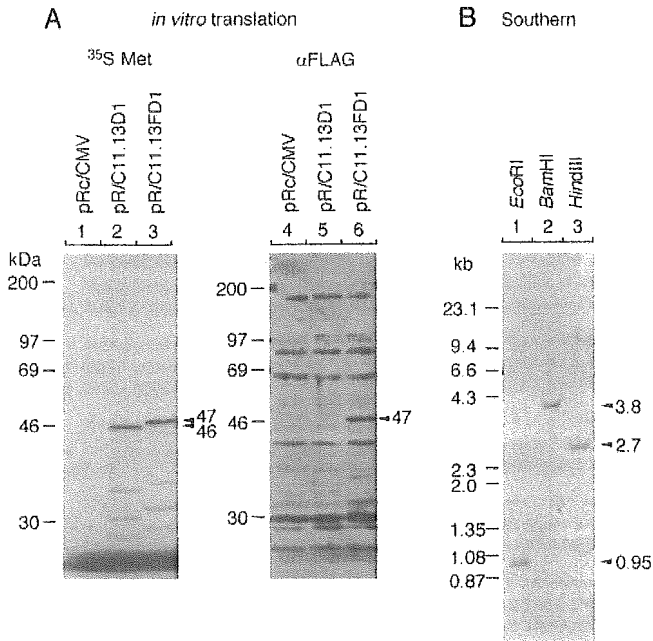 A
in vitro translation
B Southern
35S Met
αFLAG
pRc/CMV
pR/C11.13D1
pR/C11.13FD1
pRc/CMV
pR/C11.13D1
pR/C11.13FD1
EcoRI
BamHI
HindIII
1 2 3
4 5 6
1 2 3
kDa
200
97
69
46
30
47
46
200
97
69
46
30
47
kb
23.1
9.4
6.6
4.3
2.3
2.0
1.35
1.08
0.87
3.8
2.7
0.95